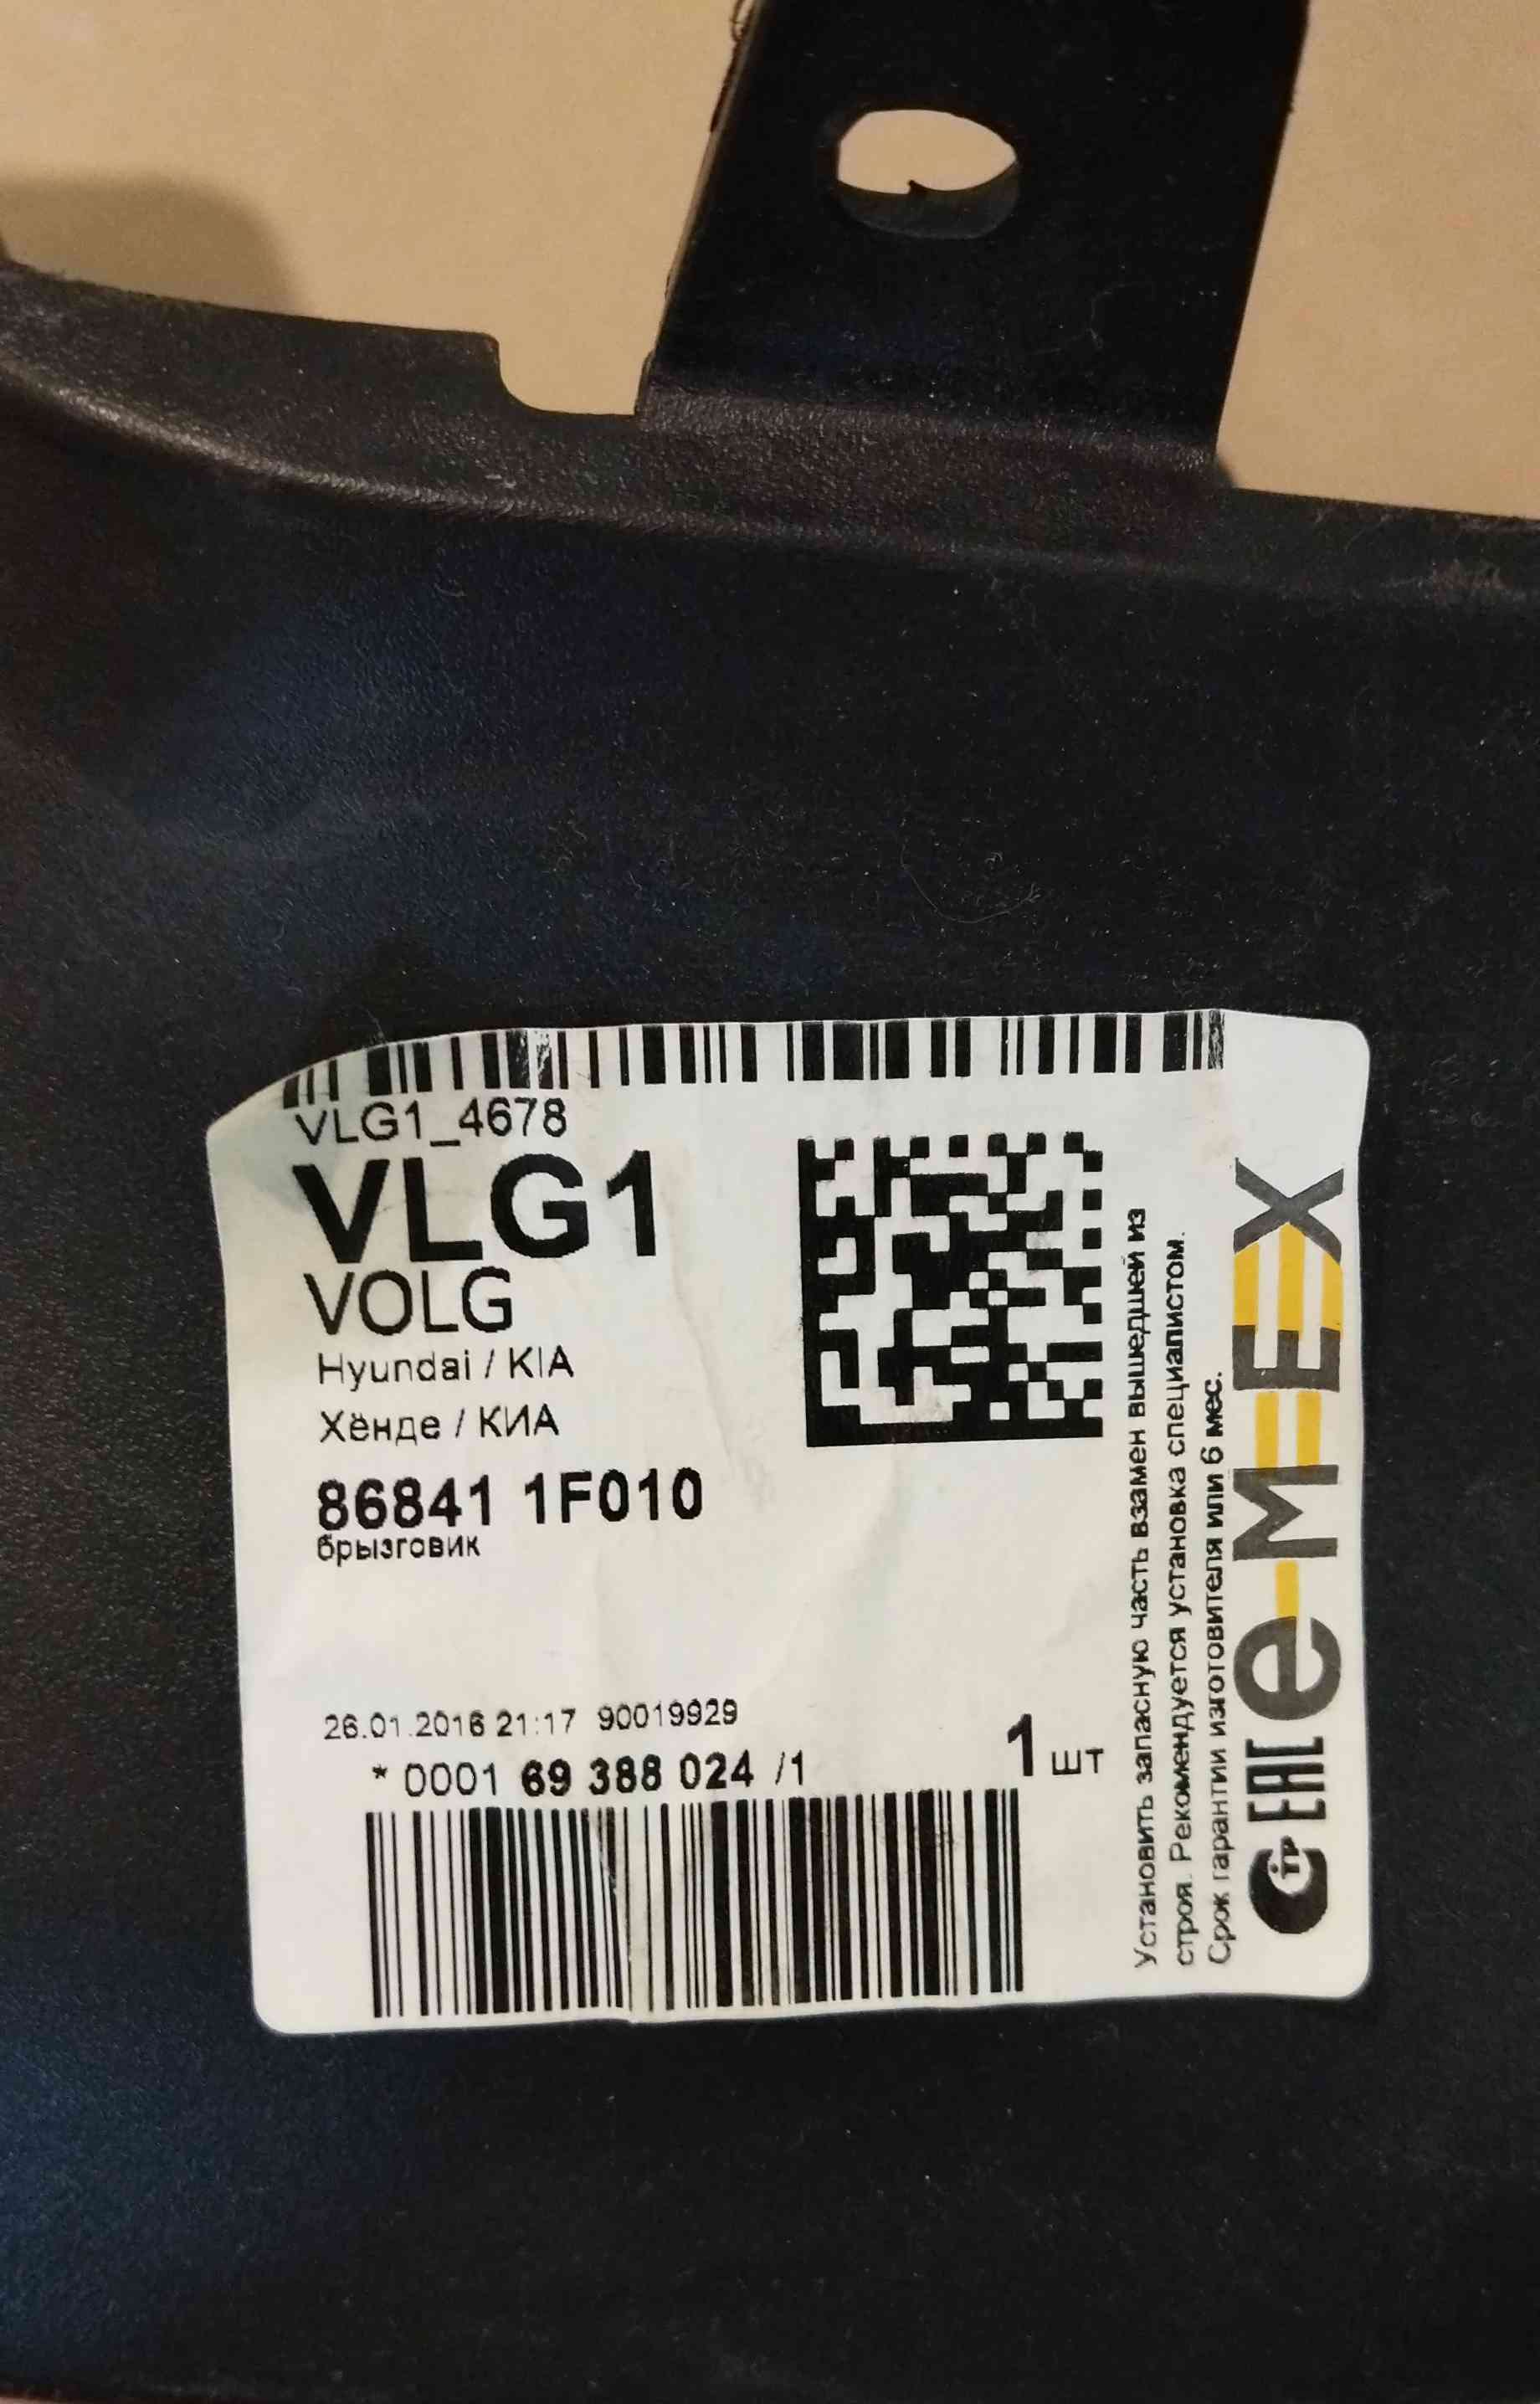 VLG1_4678
VLG1
VOLG
Hyundai / KIA
Хёнде / КИА
86841 1F010
брызговик
26.01.2016 21:17 90019929
* 0001 69 388 024 /1
1 шт
Установить запасную часть взамен вышедшей из
строя. Рекомендуется установка специалистом.
Срок гарантии изготовителя или 6 мес.
e-MEX
EAC
СТР